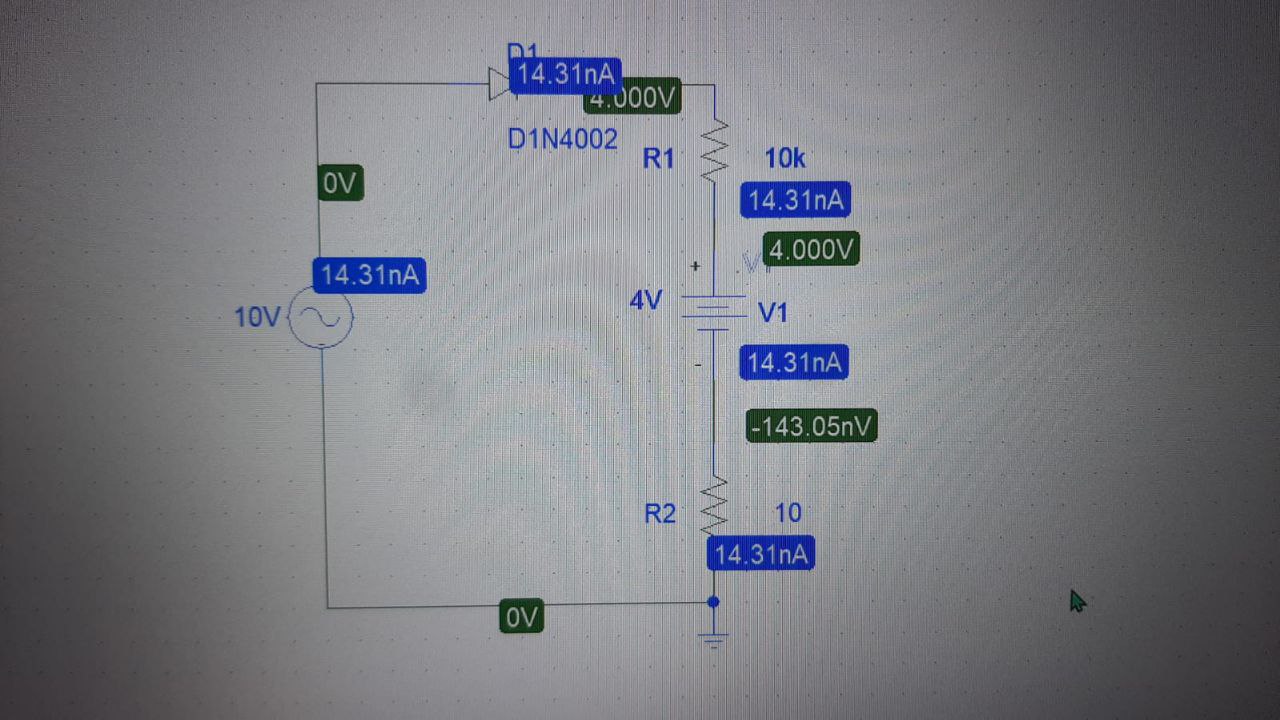 D1
14.31nA
4.000V
D1N4002
R1
10k
0V
14.31nA
4.000V
+
14.31nA
4V
10V
V1
-
14.31nA
-143.05nV
R2
10
14.31nA
0V